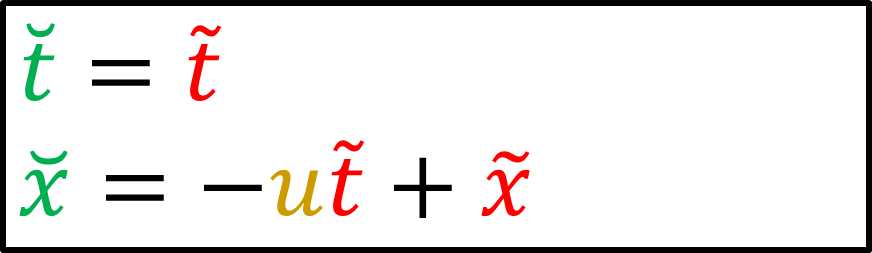 t̆ = t̃
x̆ = −ut̃ + x̃